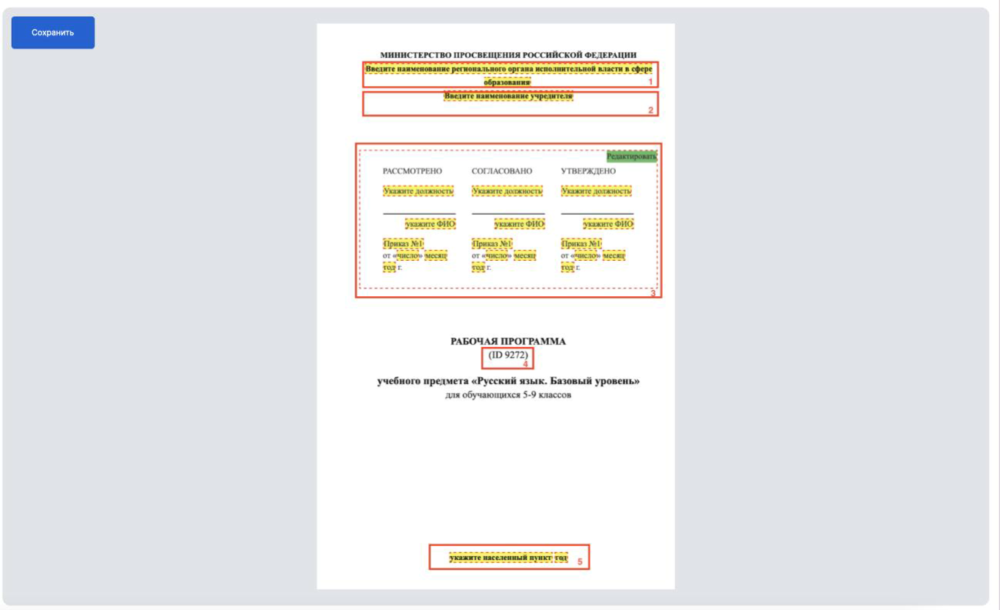 Сохранить
МИНИСТЕРСТВО ПРОСВЕЩЕНИЯ РОССИЙСКОЙ ФЕДЕРАЦИИ
Введите наименование регионального органа исполнительной власти в сфере
образования
1
Введите наименование учредителя
2
Редактировать
РАССМОТРЕНО СОГЛАСОВАНО УТВЕРЖДЕНО
Укажите должность Укажите должность Укажите должность
укажите ФИО укажите ФИО укажите ФИО
Приказ №1 Приказ №1 Приказ №1
от «число» месяц от «число» месяц от «число» месяц
год г. год г. год г.
3
РАБОЧАЯ ПРОГРАММА
(ID 9272)
4
учебного предмета «Русский язык. Базовый уровень»
для обучающихся 5-9 классов
укажите населенный пункт год
5